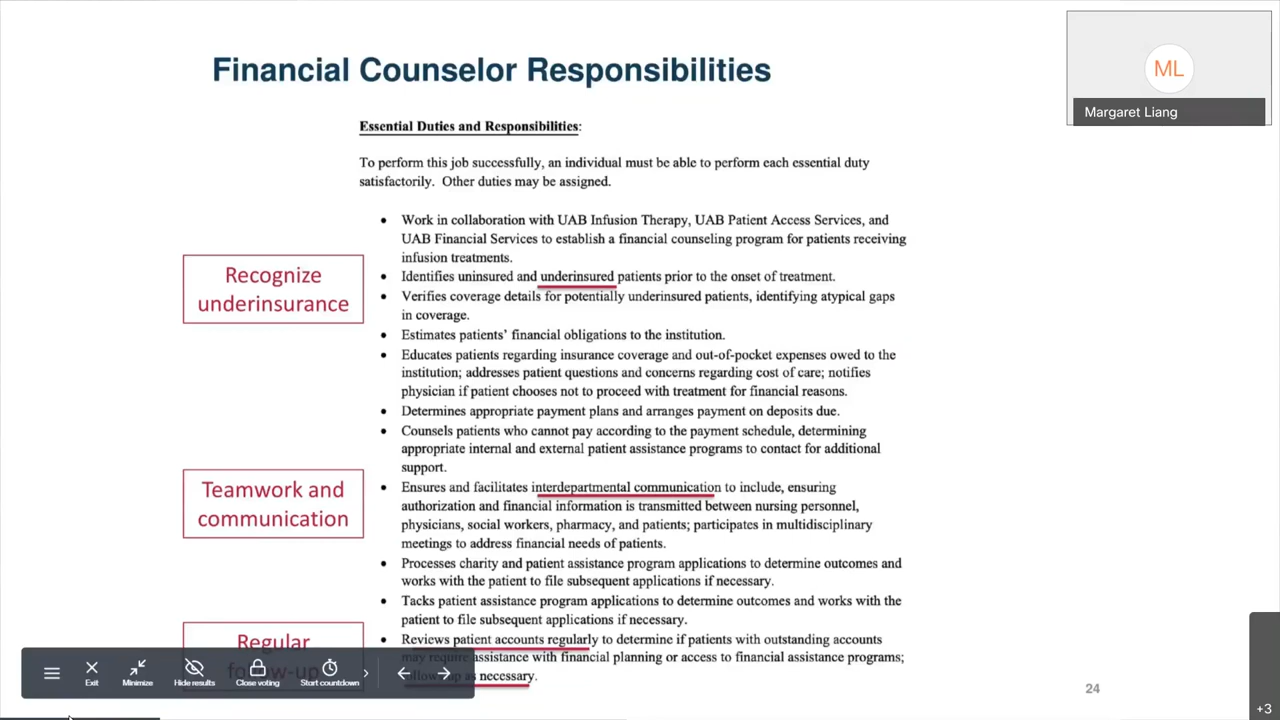 Financial Counselor Responsibilities
ML
Margaret Liang
Essential Duties and Responsibilities:
To perform this job successfully, an individual must be able to perform each essential duty
satisfactorily. Other duties may be assigned.
• Work in collaboration with UAB Infusion Therapy, UAB Patient Access Services, and
UAB Financial Services to establish a financial counseling program for patients receiving
infusion treatments.
Recognize
underinsurance
• Identifies uninsured and underinsured patients prior to the onset of treatment.
• Verifies coverage details for potentially underinsured patients, identifying atypical gaps
in coverage.
• Estimates patients' financial obligations to the institution.
• Educates patients regarding insurance coverage and out-of-pocket expenses owed to the
institution; addresses patient questions and concerns regarding cost of care; notifies
physician if patient chooses not to proceed with treatment for financial reasons.
• Determines appropriate payment plans and arranges payment on deposits due.
• Counsels patients who cannot pay according to the payment schedule, determining
appropriate internal and external patient assistance programs to contact for additional
support.
Teamwork and
communication
• Ensures and facilitates interdepartmental communication to include, ensuring
authorization and financial information is transmitted between nursing personnel,
physicians, social workers, pharmacy, and patients; participates in multidisciplinary
meetings to address financial needs of patients.
• Processes charity and patient assistance program applications to determine outcomes and
works with the patient to file subsequent applications if necessary.
• Tacks patient assistance program applications to determine outcomes and works with the
patient to file subsequent applications if necessary.
Regular
follow-up
• Reviews patient accounts regularly to determine if patients with outstanding accounts
may require assistance with financial planning or access to financial assistance programs;
necessary.
Exit
Minimize
Hide results
Close voting
Start countdown
24
+3